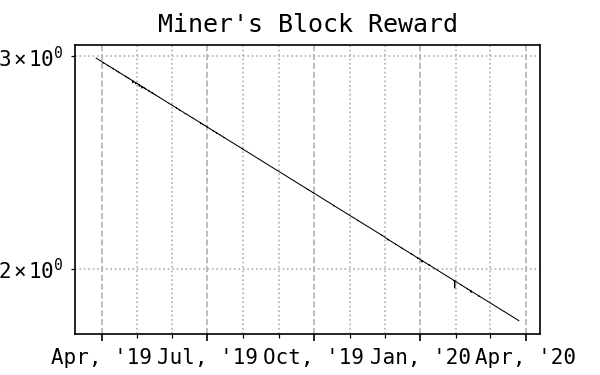 Miner's Block Reward
3×10⁰
2×10⁰
Apr, '19 Jul, '19 Oct, '19 Jan, '20 Apr, '20